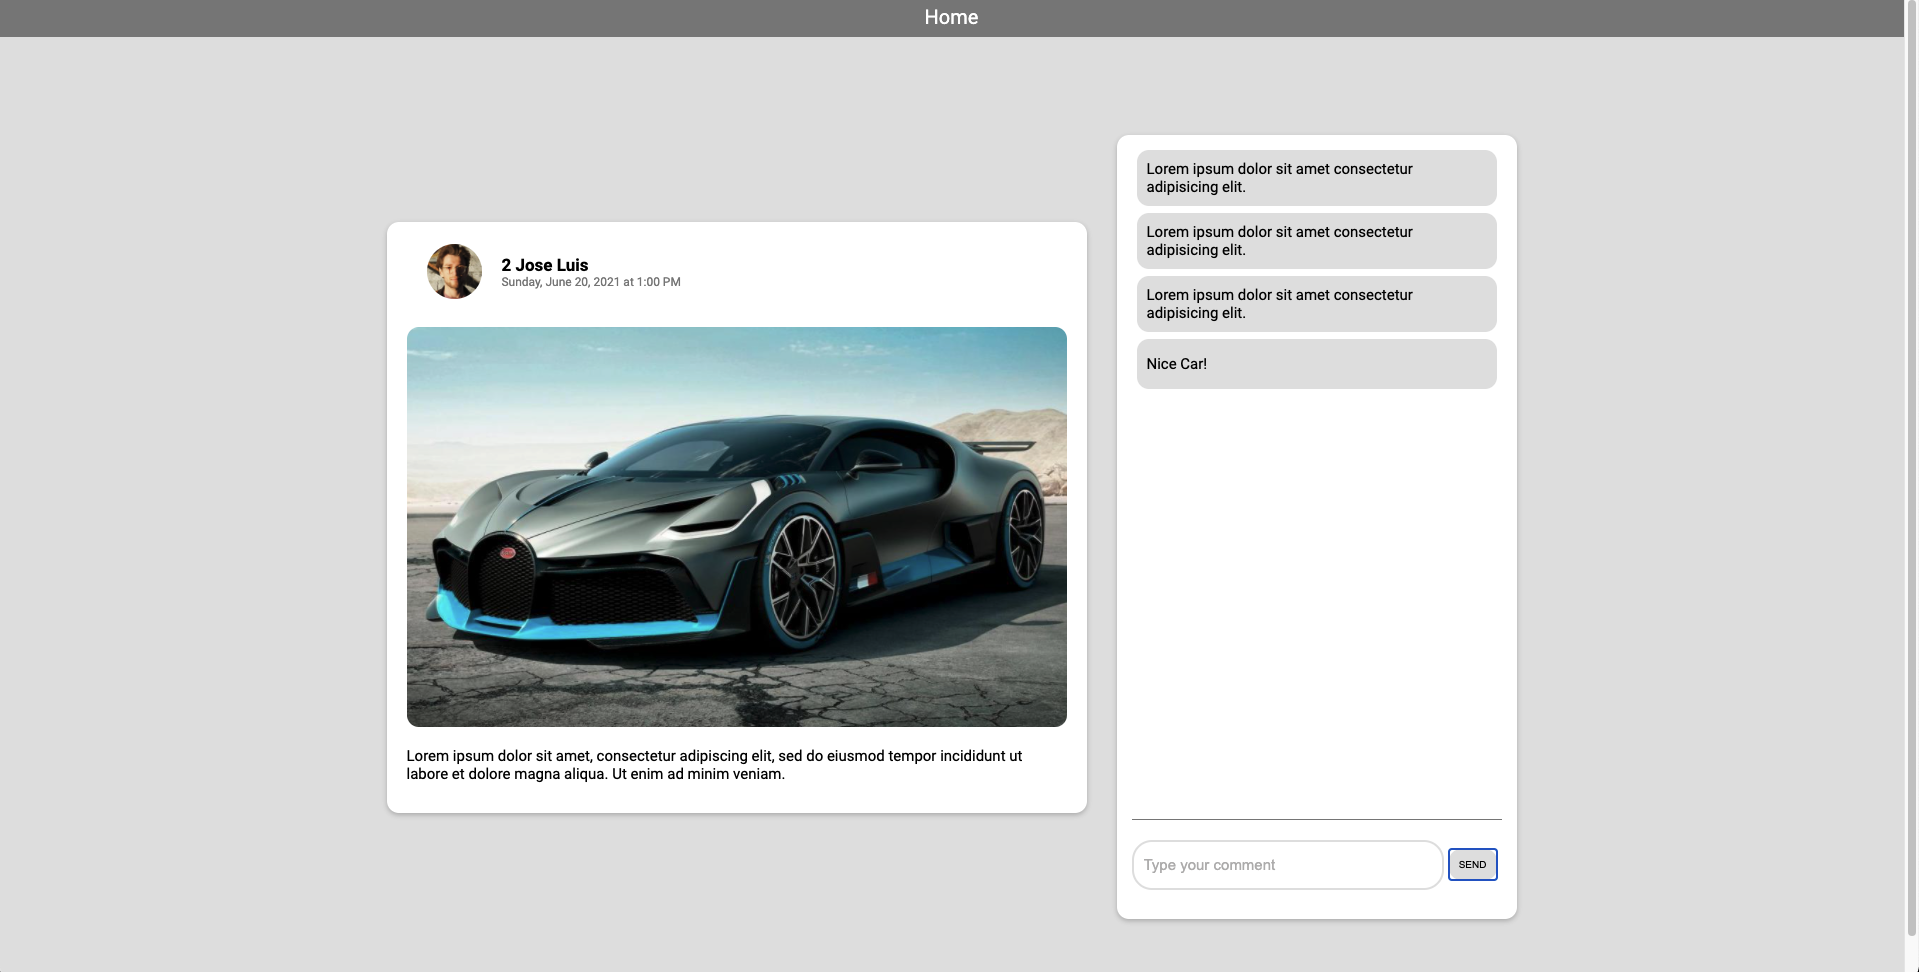 Home
2 Jose Luis
Sunday, June 20, 2021 at 1:00 PM
Lorem ipsum dolor sit amet, consectetur adipiscing elit, sed do eiusmod tempor incididunt ut
labore et dolore magna aliqua. Ut enim ad minim veniam.
Lorem ipsum dolor sit amet consectetur
adipisicing elit.
Lorem ipsum dolor sit amet consectetur
adipisicing elit.
Lorem ipsum dolor sit amet consectetur
adipisicing elit.
Nice Car!
Type your comment
SEND